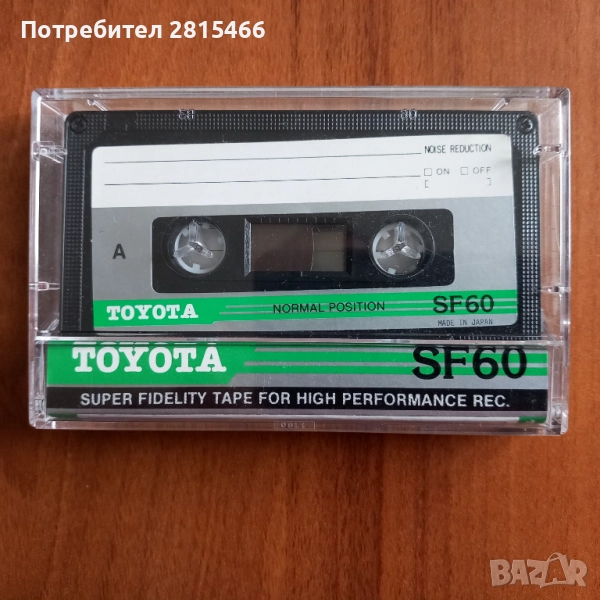 Потребител 2815466
NOISE REDUCTION
□ ON □ OFF
[ ]
A
TOYOTA NORMAL POSITION SF60
MADE IN JAPAN
TOYOTA SF60
SUPER FIDELITY TAPE FOR HIGH PERFORMANCE REC.
BAZAR